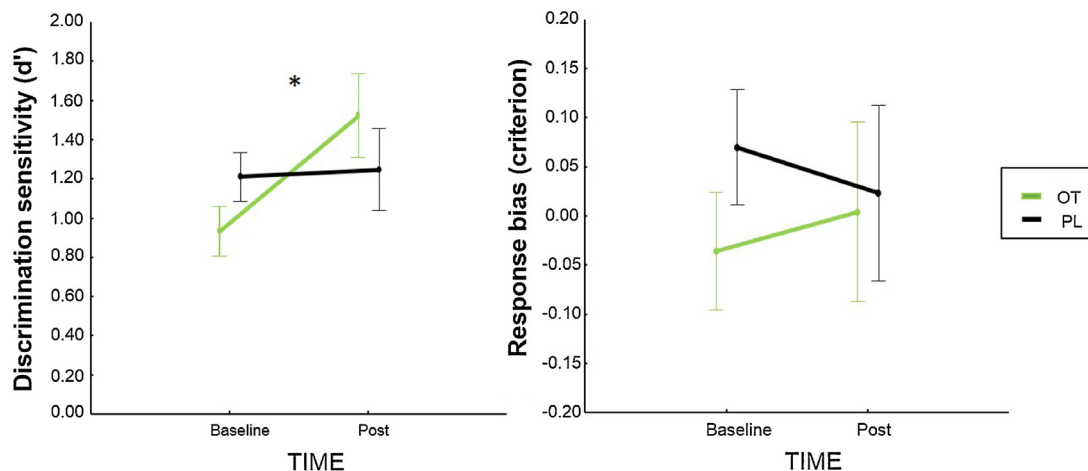 Discrimination sensitivity (d')
2.00
1.80
1.60
1.40
1.20
1.00
0.80
0.60
0.40
0.20
0.00
*
Baseline Post
TIME
Response bias (criterion)
0.20
0.15
0.10
0.05
0.00
-0.05
-0.10
-0.15
-0.20
Baseline Post
TIME
OT
PL